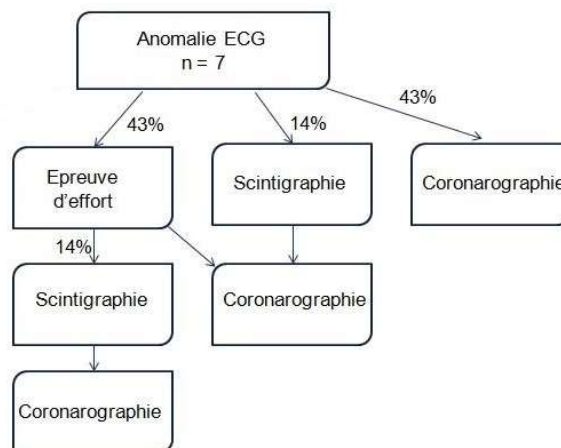 Anomalie ECG
n = 7
43%
14%
43%
Epreuve
d'effort
Scintigraphie
Coronarographie
14%
Scintigraphie
Coronarographie
Coronarographie